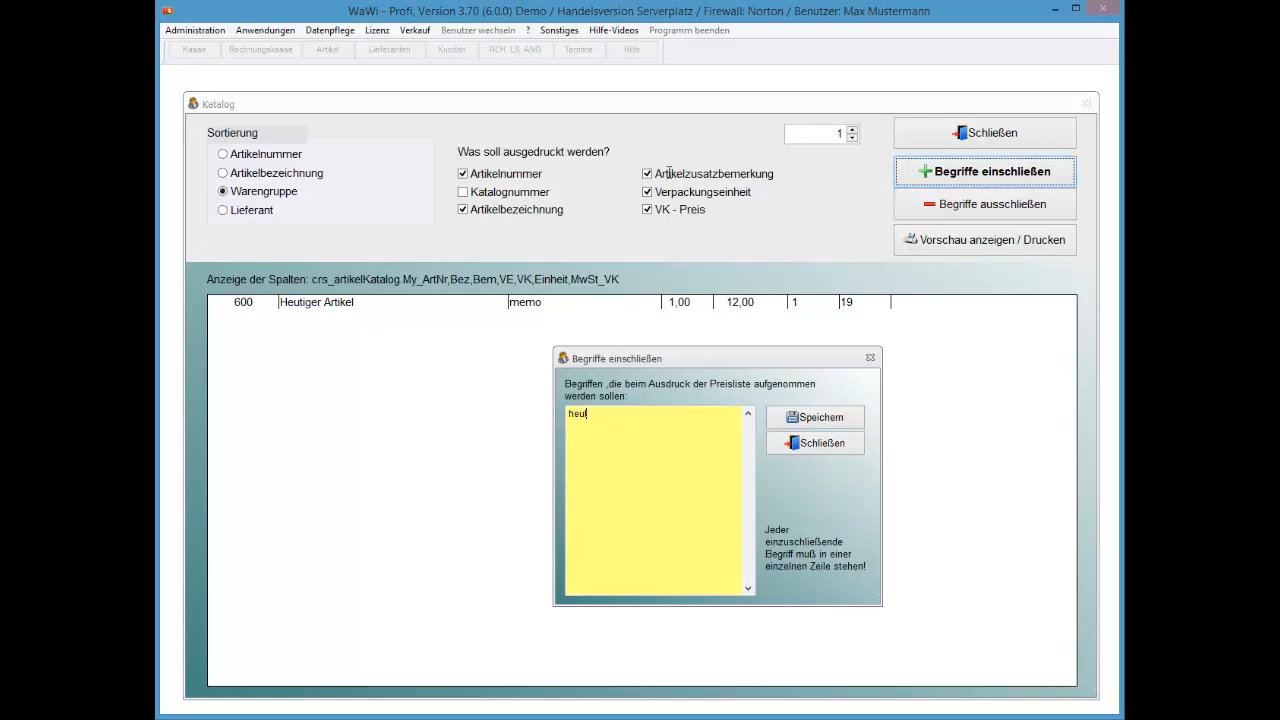 WaWi - Profi, Version 3.70 (6.0.0) Demo / Handelsversion Serverplatz / Firewall: Norton / Benutzer: Max Mustermann
Administration Anwendungen Datenpflege Lizenz Verkauf Benutzer wechseln ? Sonstiges Hilfe-Videos Programm beenden
Kasse Rechnungskasse Artikel Lieferanten Kunden RCH, LS, ANG Termine Hilfe
Katalog
Sortierung
Artikelnummer
Artikelbezeichnung
Warengruppe
Lieferant
Was soll ausgedruckt werden?
Artikelnummer
Katalognummer
Artikelbezeichnung
1
Artikelzusatzbemerkung
Verpackungseinheit
VK - Preis
Schließen
Begriffe einschließen
Begriffe ausschließen
Vorschau anzeigen / Drucken
Anzeige der Spalten: crs_artikelKatalog.My_ArtNr,Bez,Bem,VE,VK,Einheit,MwSt_VK
600 Heutiger Artikel memo 1,00 12,00 1 19
Begriffe einschließen
Begriffen ,die beim Ausdruck der Preisliste aufgenommen
werden sollen:
heut
Speichern
Schließen
Jeder
einzuschließende
Begriff muß in einer
einzelnen Zeile stehen!